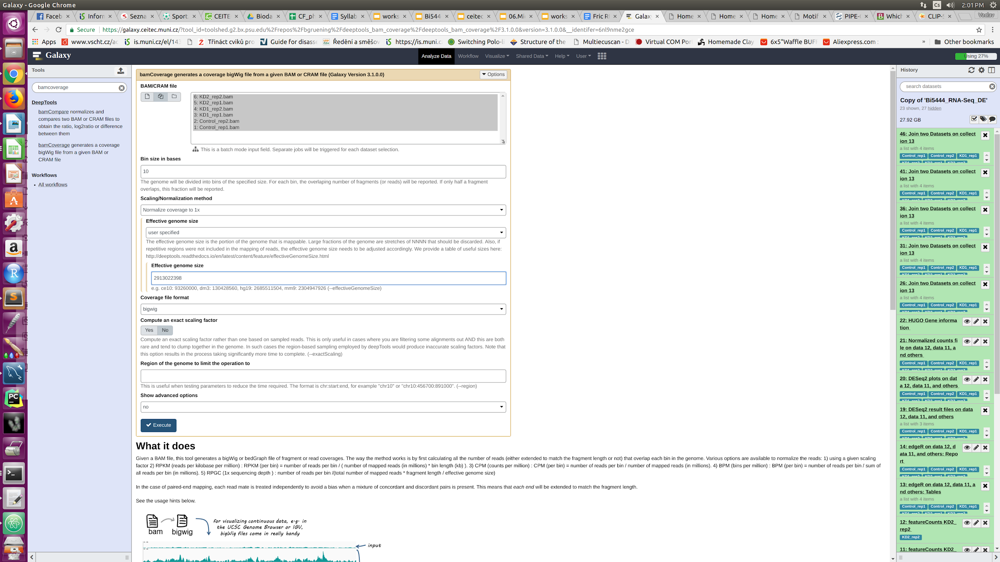 Galaxy - Google Chrome
Cs
2:01 PM
Faceb
Inforn
Sezna
Sport.
CEITE
Bioda
CF_ph
Syllab
works
Bi544
ceitec
06.Mi
works
Fric R
Galax
Home
Home
Home
Motif
PIPE-
Which
CLIP-
Vaclav
Secure
https://galaxy.ceitec.muni.cz/?tool_id=toolshed.g2.bx.psu.edu%2Frepos%2Fbgruening%2Fdeeptools_bam_coverage%2Fdeeptools_bam_coverage%2F3.1.0.0&version=3.1.0.0&__identifer=6nl9nme2gce
Apps
www.vscht.cz/ac
is.muni.cz/el/143
Třináct cviků pro
Guide for disasse
Ředění a směšov
https://is.muni.c
Switching Polo-li
Structure of the
Multiecuscan - D
Virtual COM Por
Homemade Clay
6x5"Waffle BUF
Aliexpress.com :
»
Other bookmarks
Galaxy
Analyze Data
Workflow
Visualize
Shared Data
Help
User
Using 27%
Tools
bamcoverage
DeepTools
bamCompare normalizes and
compares two BAM or CRAM files to
obtain the ratio, log2ratio or difference
between them
bamCoverage generates a coverage
bigWig file from a given BAM or
CRAM file
Workflows
All workflows
bamCoverage generates a coverage bigWig file from a given BAM or CRAM file (Galaxy Version 3.1.0.0)
Options
BAM/CRAM file
6: KD2_rep2.bam
5: KD2_rep1.bam
4: KD1_rep2.bam
3: KD1_rep1.bam
2: Control_rep2.bam
1: Control_rep1.bam
This is a batch mode input field. Separate jobs will be triggered for each dataset selection.
Bin size in bases
10
The genome will be divided into bins of the specified size. For each bin, the overlaping number of fragments (or reads) will be reported. If only half a fragment
overlaps, this fraction will be reported.
Scaling/Normalization method
Normalize coverage to 1x
Effective genome size
user specified
The effective genome size is the portion of the genome that is mappable. Large fractions of the genome are stretches of NNNN that should be discarded. Also, if
repetitive regions were not included in the mapping of reads, the effective genome size needs to be adjusted accordingly. We provide a table of useful sizes here:
http://deeptools.readthedocs.io/en/latest/content/feature/effectiveGenomeSize.html
Effective genome size
2913022398
e.g. ce10: 93260000, dm3: 130428560, hg19: 2685511504, mm9: 2304947926 (--effectiveGenomeSize)
Coverage file format
bigwig
Compute an exact scaling factor
Yes No
Compute an exact scaling factor rather than one based on sampled reads. This is only useful in cases where you are filtering some alignments out AND this are both
rare and tend to clump together in the genome. In such cases the region-based sampling employed by deepTools would produce inaccurate scaling factors. Note that
this option results in the process taking significantly more time to complete. (--exactScaling)
Region of the genome to limit the operation to
This is useful when testing parameters to reduce the time required. The format is chr:start:end, for example "chr10" or "chr10:456700:891000". (--region)
Show advanced options
no
Execute
What it does
Given a BAM file, this tool generates a bigWig or bedGraph file of fragment or read coverages. The way the method works is by first calculating all the number of reads (either extended to match the fragment length or not) that overlap each bin in the genome. Various options are available to normalize the reads: 1) using a given scaling
factor 2) RPKM (reads per kilobase per million) : RPKM (per bin) = number of reads per bin / ( number of mapped reads (in millions) * bin length (kb) ). 3) CPM (counts per million) : CPM (per bin) = number of reads per bin / number of mapped reads (in millions). 4) BPM (bins per million) : BPM (per bin) = number of reads per bin / sum of
all reads per bin (in millions). 5) RPGC (1x sequencing depth ) : number of reads per bin /(total number of mapped reads * fragment length / effective genome size)
In the case of paired-end mapping, each read mate is treated independently to avoid a bias when a mixture of concordant and discordant pairs is present. This means that each end will be extended to match the fragment length.
See the usage hints below.
bam
bigwig
for visualizing continuous data, e.g. in
the UCSC Genome Browser or IGV,
bigWig files come in really handy
input
History
search datasets
Copy of 'Bi5444_RNA-Seq_DE'
23 shown, 27 hidden
27.92 GB
46: Join two Datasets on collect
ion 13
a list with 4 items
Control_rep1 Control_rep2 KD1_rep1
41: Join two Datasets on collect
ion 13
a list with 4 items
Control_rep1 Control_rep2 KD1_rep1
36: Join two Datasets on collect
ion 13
a list with 4 items
Control_rep1 Control_rep2 KD1_rep1
31: Join two Datasets on collect
ion 13
a list with 4 items
Control_rep1 Control_rep2 KD1_rep1
26: Join two Datasets on collect
ion 13
a list with 4 items
Control_rep1 Control_rep2 KD1_rep1
22: HUGO Gene informa
tion
21: Normalized counts fi
le on data 12, data 11, a
nd others
Control_rep1 Control_rep2 KD1_rep1
20: DESeq2 plots on dat
a 12, data 11, and others
Control_rep1 Control_rep2 KD1_rep1
19: DESeq2 result files on data
12, data 11, and others
a list with 3 items
Control_rep1 Control_rep2 KD1_rep1
14: edgeR on data 12, d
ata 11, and others: Repo
rt
Control_rep1 Control_rep2 KD1_rep1
13: edgeR on data 12, data 11, a
nd others: Tables
a list with 4 items
Control_rep1 Control_rep2 KD1_rep1
12: featureCounts KD2_
rep2
KD2_rep2
11: featureCounts KD2_